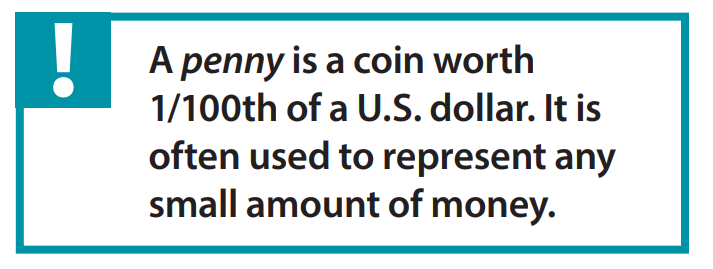 !
A penny is a coin worth
1/100th of a U.S. dollar. It is
often used to represent any
small amount of money.